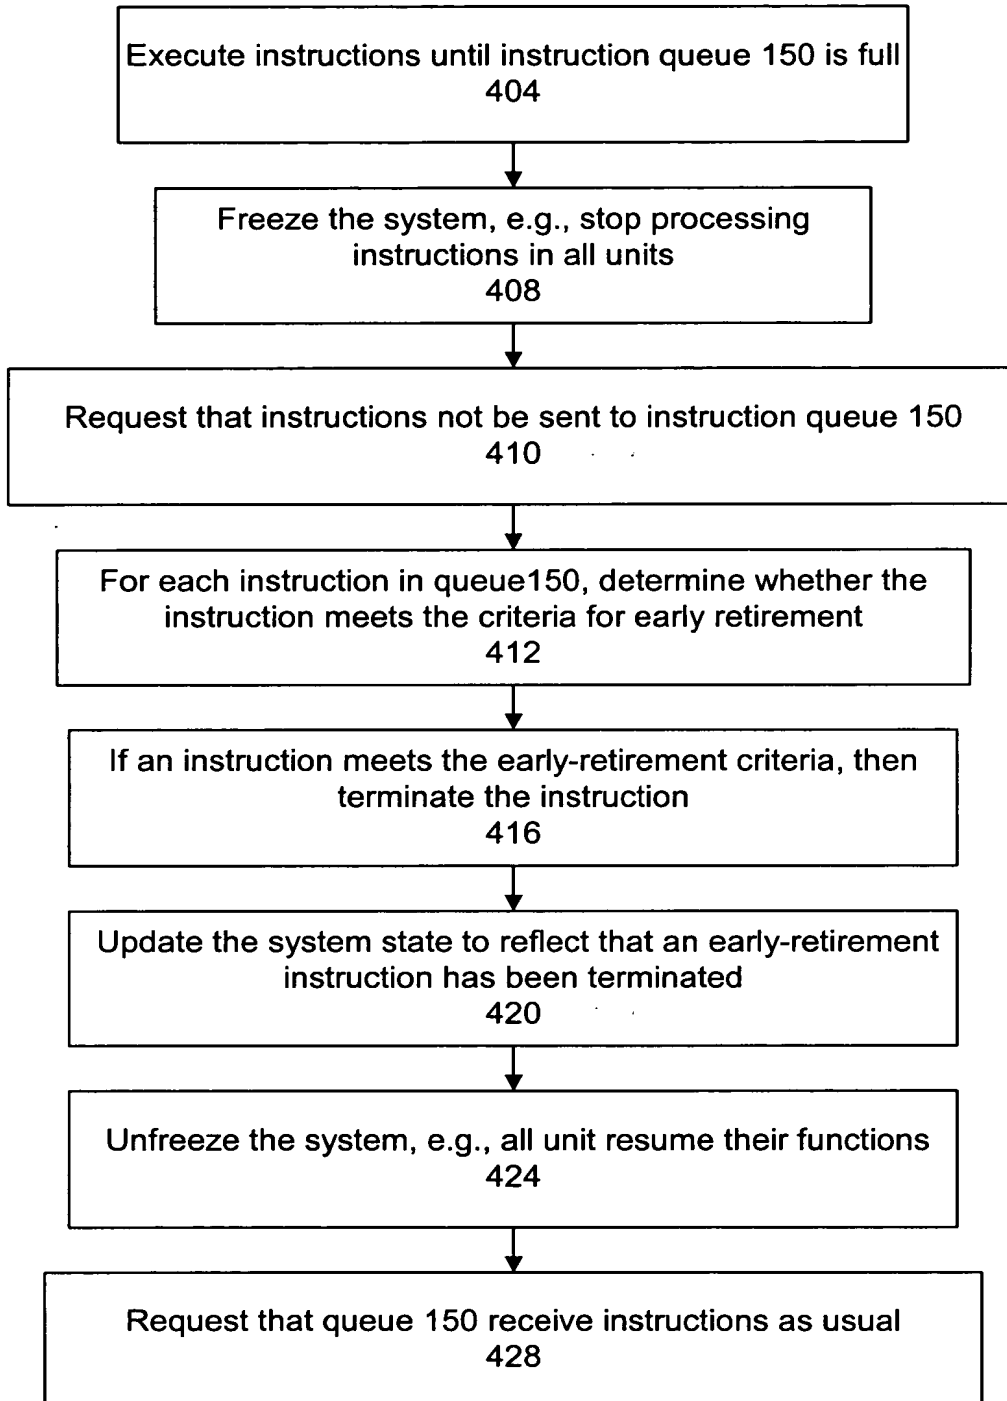 Execute instructions until instruction queue 150 is full
404
Freeze the system, e.g., stop processing
instructions in all units
408
Request that instructions not be sent to instruction queue 150
410
For each instruction in queue150, determine whether the
instruction meets the criteria for early retirement
412
If an instruction meets the early-retirement criteria, then
terminate the instruction
416
Update the system state to reflect that an early-retirement
instruction has been terminated
420
Unfreeze the system, e.g., all unit resume their functions
424
Request that queue 150 receive instructions as usual
428